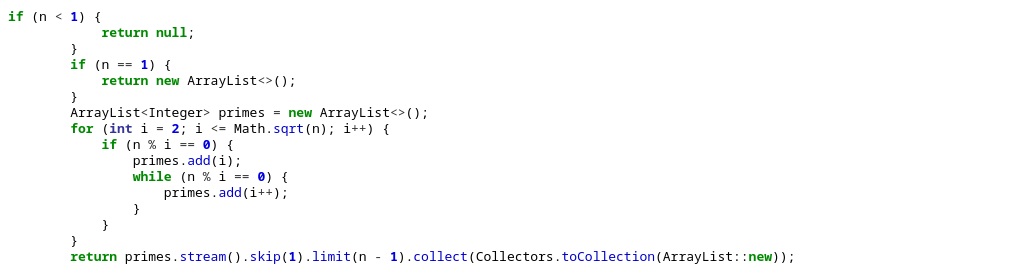 if (n < 1) {
            return null;
        }
        if (n == 1) {
            return new ArrayList<>();
        }
        ArrayList<Integer> primes = new ArrayList<>();
        for (int i = 2; i <= Math.sqrt(n); i++) {
            if (n % i == 0) {
                primes.add(i);
                while (n % i == 0) {
                    primes.add(i++);
                }
            }
        }
        return primes.stream().skip(1).limit(n - 1).collect(Collectors.toCollection(ArrayList::new));